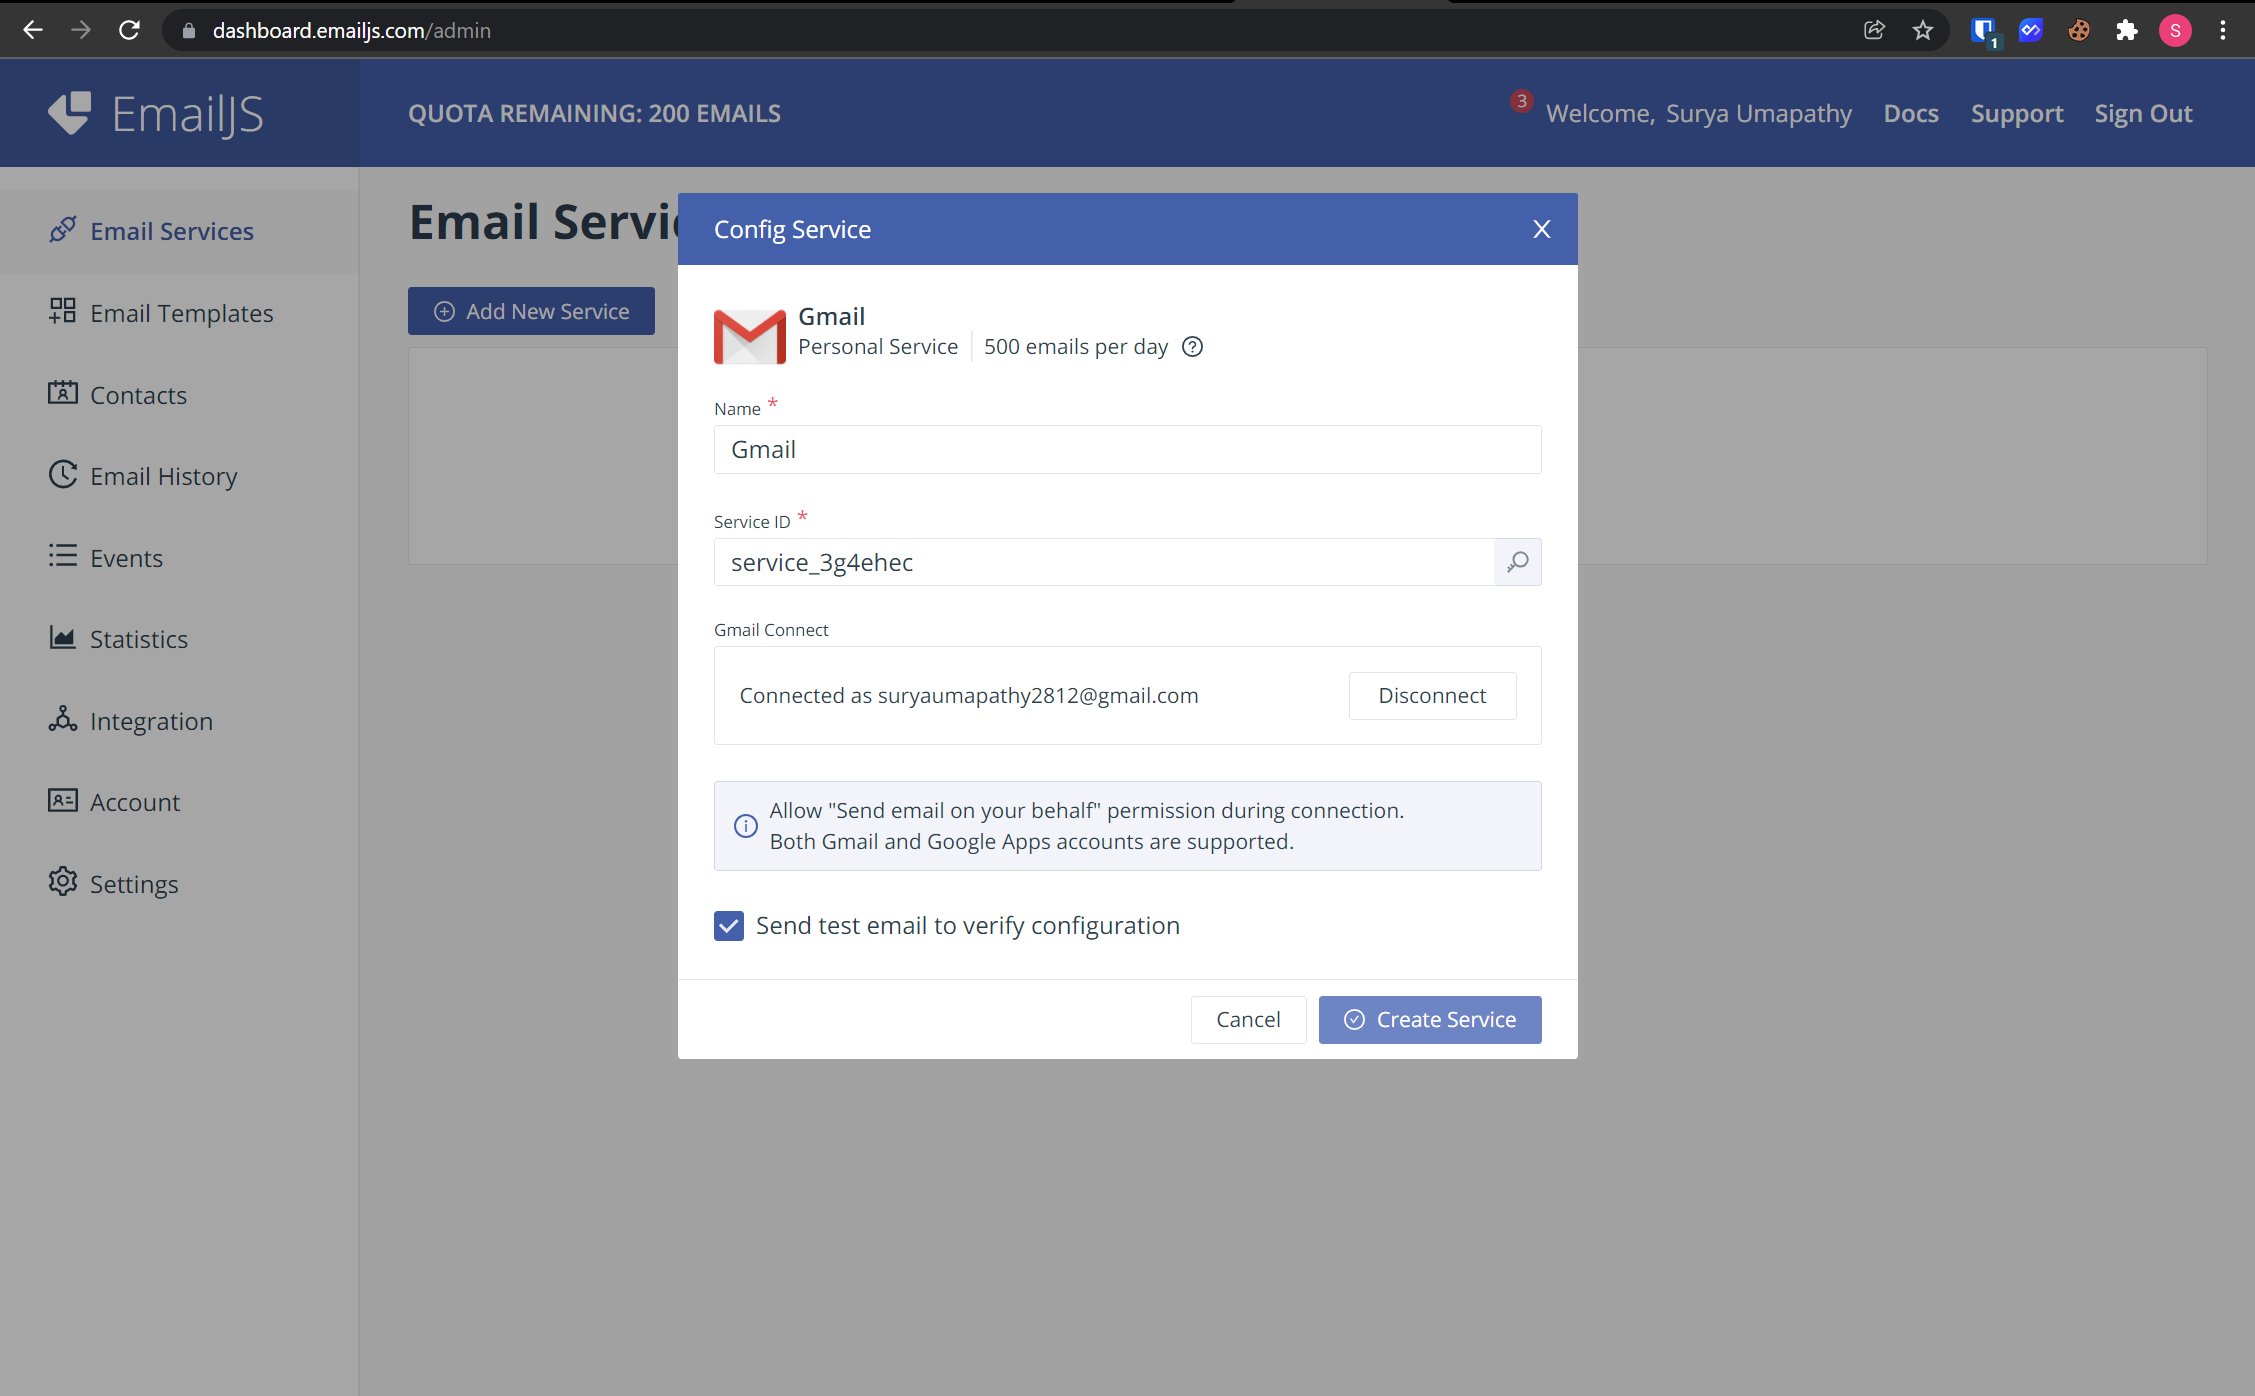 dashboard.emailjs.com/admin
1
S
EmailJS
QUOTA REMAINING: 200 EMAILS
3
Welcome, Surya Umapathy
Docs
Support
Sign Out
Email Services
Email Templates
Contacts
Email History
Events
Statistics
Integration
Account
Settings
Email Servic
Add New Service
Config Service
X
Gmail
Personal Service
500 emails per day
?
Name *
Gmail
Service ID *
service_3g4ehec
Gmail Connect
Connected as suryaumapathy2812@gmail.com
Disconnect
Allow "Send email on your behalf" permission during connection.
Both Gmail and Google Apps accounts are supported.
Send test email to verify configuration
Cancel
Create Service